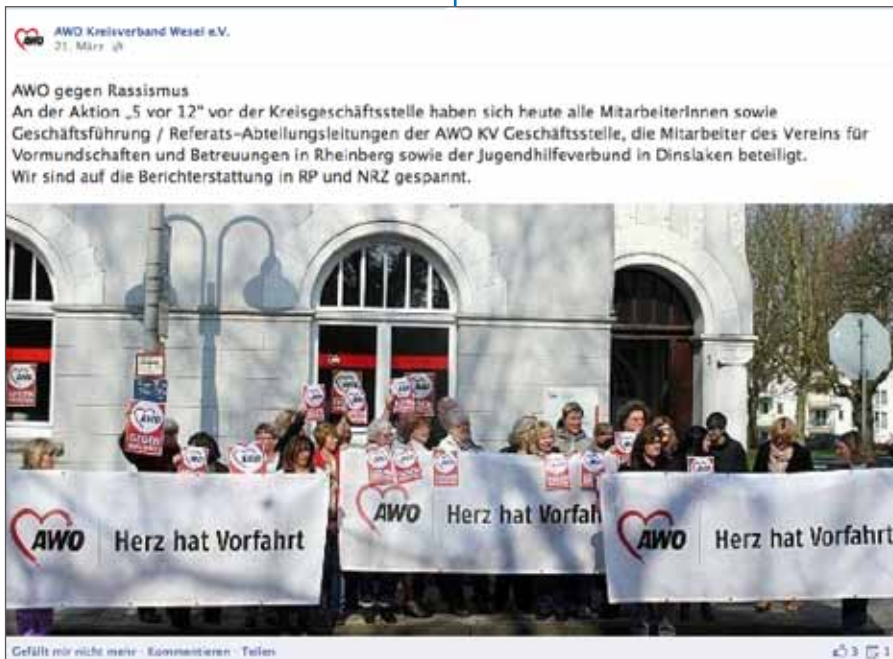 AWO Kreisverband Wesel e.V.
21. März
AWO gegen Rassismus
An der Aktion „5 vor 12" vor der Kreisgeschäftsstelle haben sich heute alle MitarbeiterInnen sowie
Geschäftsführung / Referats-Abteilungsleitungen der AWO KV Geschäftsstelle, die Mitarbeiter des Vereins für
Vormundschaften und Betreuungen in Rheinberg sowie der Jugendhilfeverbund in Dinslaken beteiligt.
Wir sind auf die Berichterstattung in RP und NRZ gespannt.
AWO
AWO
AWO Herz hat Vorfahrt
AWO Herz hat Vorfah
AWO Herz hat Vorfahrt
Gefällt mir nicht mehr · Kommentieren · Teilen
3